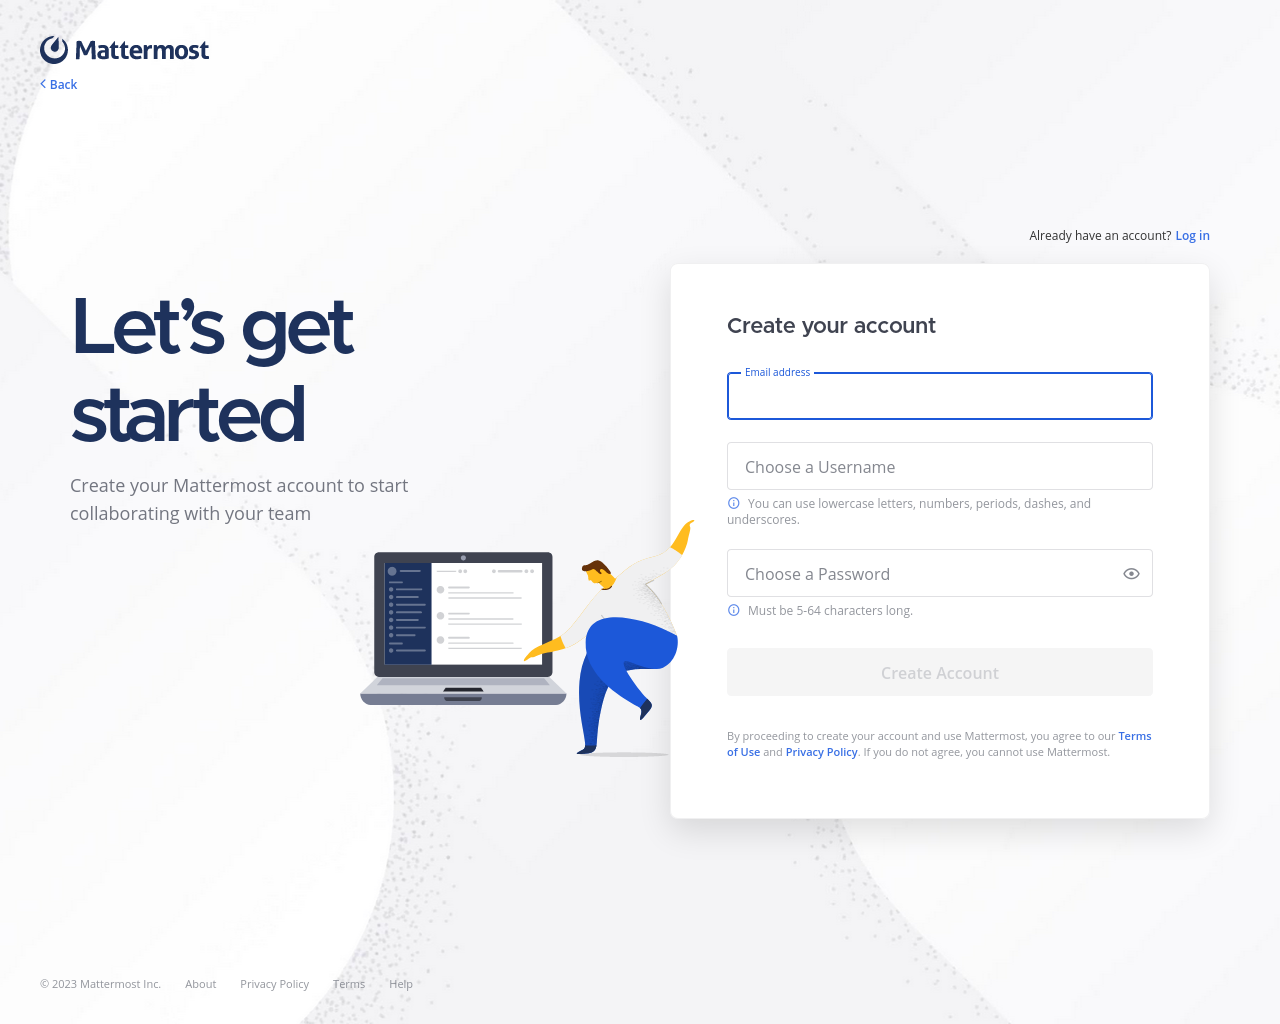 Mattermost
Back
Already have an account? Log in
Let's get
started
Create your Mattermost account to start
collaborating with your team
Create your account
Email address
Choose a Username
You can use lowercase letters, numbers, periods, dashes, and
underscores.
Choose a Password
Must be 5-64 characters long.
Create Account
By proceeding to create your account and use Mattermost, you agree to our Terms
of Use and Privacy Policy. If you do not agree, you cannot use Mattermost.
© 2023 Mattermost Inc. About Privacy Policy Terms Help